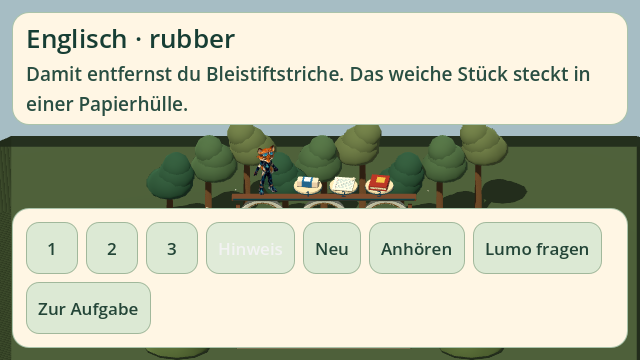 Englisch · rubber
Damit entfernst du Bleistiftstriche. Das weiche Stück steckt in
einer Papierhülle.
1 2 3 Hinweis Neu Anhören Lumo fragen
Zur Aufgabe